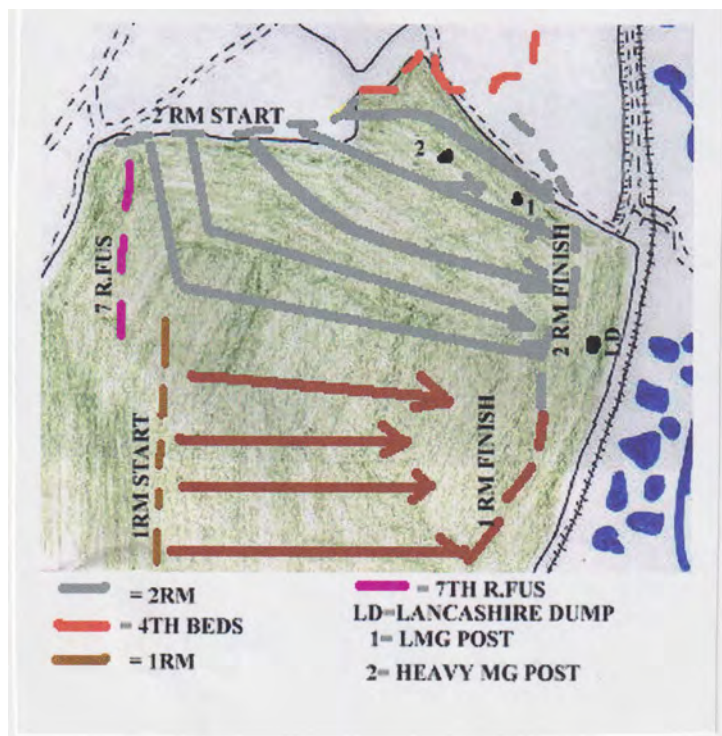 2 RM START
2
1
7 R.FUS
2 RM FINISH
LD
1RM START
1 RM FINISH
= 2RM
= 4TH BEDS
= 1RM
= 7TH R.FUS
LD=LANCASHIRE DUMP
1= LMG POST
2= HEAVY MG POST